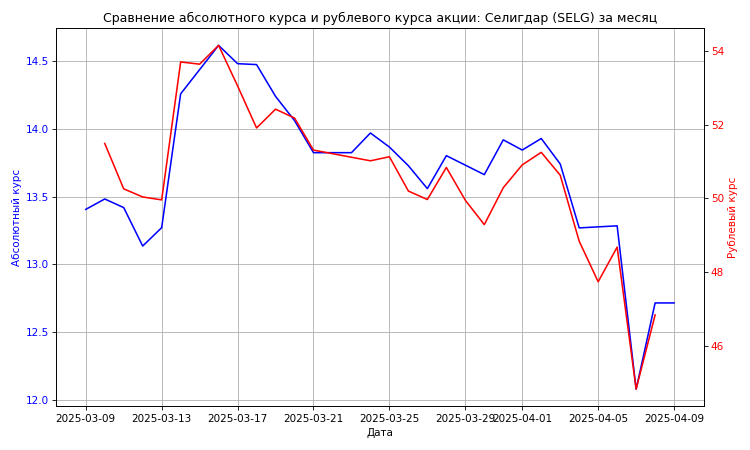 Сравнение абсолютного курса и рублевого курса акции: Селигдар (SELG) за месяц
14.5
14.0
13.5
13.0
12.5
12.0
Абсолютный курс
54
52
50
48
46
Рублевый курс
2025-03-09 2025-03-13 2025-03-17 2025-03-21 2025-03-25 2025-03-29 2025-04-01 2025-04-05 2025-04-09
Дата